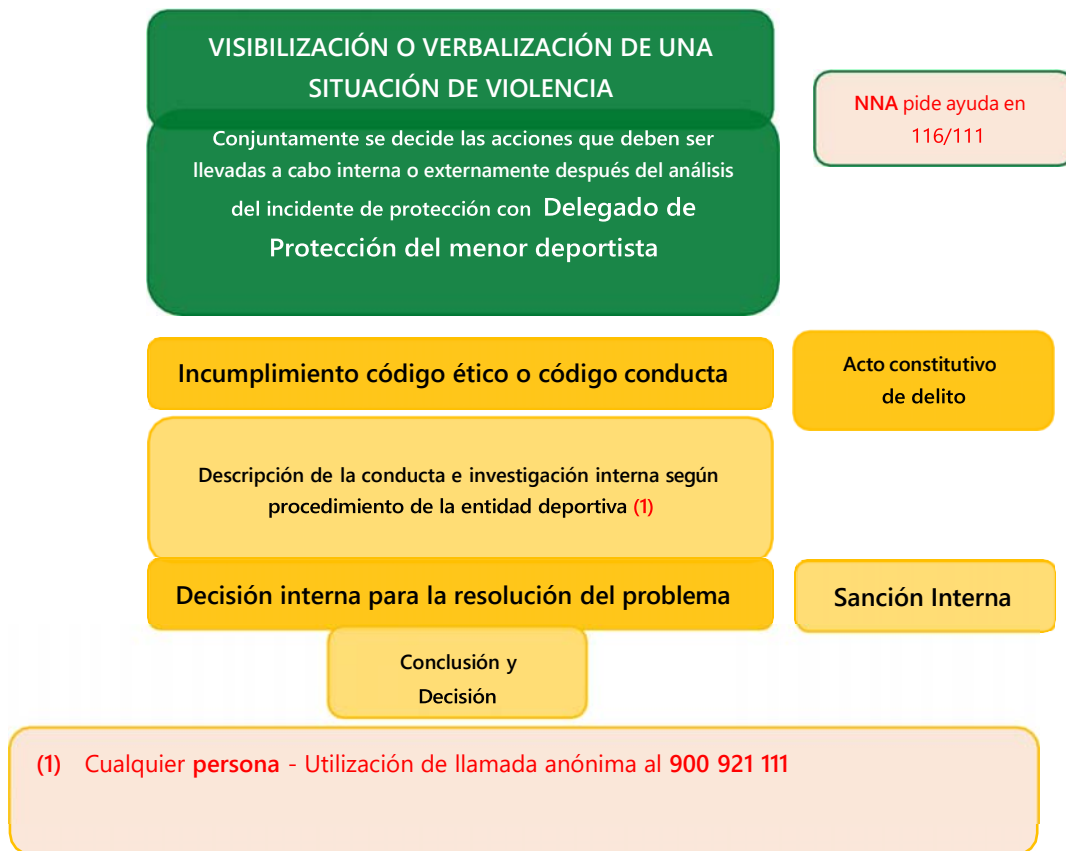 VISIBILIZACIÓN O VERBALIZACIÓN DE UNA
SITUACIÓN DE VIOLENCIA
NNA pide ayuda en
116/111
Conjuntamente se decide las acciones que deben ser
llevadas a cabo interna o externamente después del análisis
del incidente de protección con Delegado de
Protección del menor deportista
Incumplimiento código ético o código conducta
Acto constitutivo
de delito
Descripción de la conducta e investigación interna según
procedimiento de la entidad deportiva (1)
Decisión interna para la resolución del problema
Sanción Interna
Conclusión y
Decisión
(1) Cualquier persona - Utilización de llamada anónima al 900 921 111